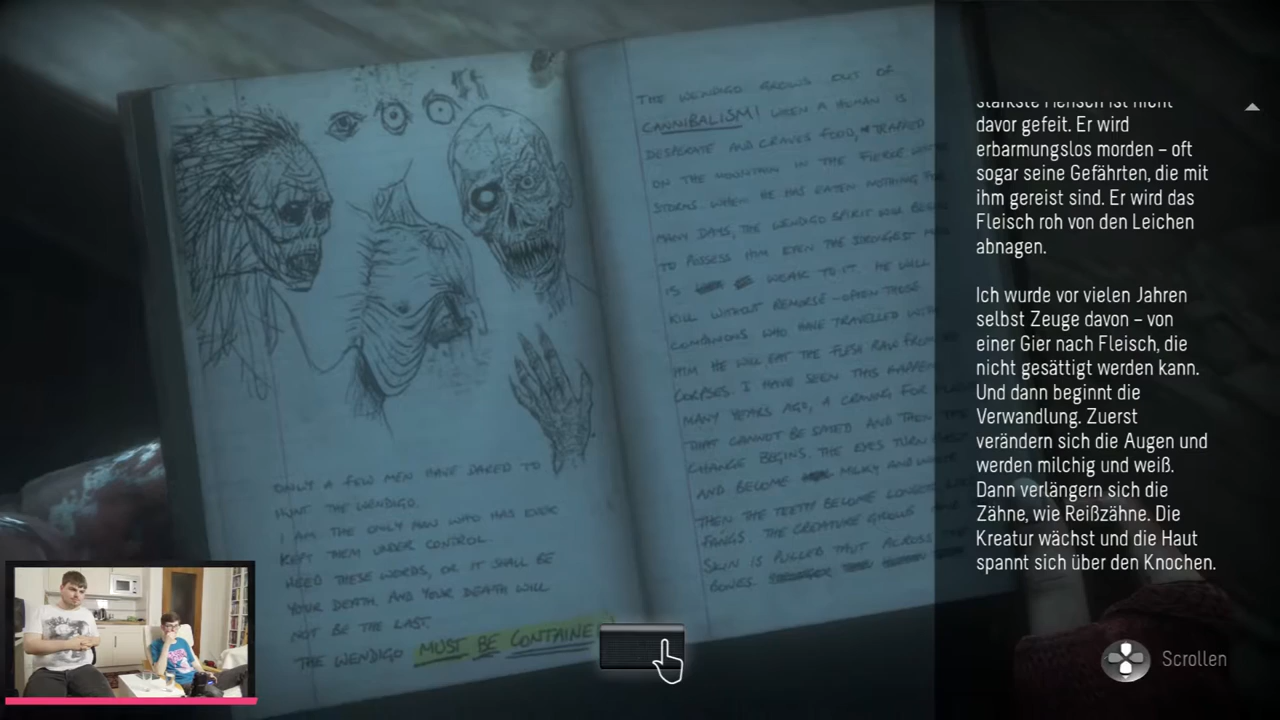 ONLY A FEW MEN HAVE DARED TO
HUNT THE WENDIGO.
I AM THE ONLY MAN WHO HAS EVER
KEPT THEM UNDER CONTROL.
HEED THESE WORDS, OR IT SHALL BE
YOUR DEATH. AND YOUR DEATH WILL
NOT BE THE LAST.
THE WENDIGO MUST BE CONTAINE
THE WENDIGO GROWS OUT OF
CANNIBALISM! WHEN A HUMAN IS
DESPERATE AND CRAVES FOOD, TRAPPED
ON THE MOUNTAIN IN THE FIERCE
STORMS. WHEN HE HAS EATEN NOTHING FOR
MANY DAYS, THE WENDIGO SPIRIT WILL BEGIN
TO POSSESS HIM EVEN THE STRONGEST MAN
IS WEAK TO IT. HE WILL
KILL WITHOUT REMORSE - OFTEN THOSE
COMPANIONS WHO HAVE TRAVELLED WITH
HIM HE WILL EAT THE FLESH RAW FROM
CORPSES. I HAVE SEEN THIS HAPPEN
MANY YEARS AGO, A CRAVING FOR
THAT CANNOT BE SATED AND THEN THE
CHANGE BEGINS. THE EYES TURN FIRST
AND BECOME MILKY AND WHITE
THEN THE TEETH BECOME LONGER, LIKE
FANGS. THE CREATURE GROWS AND
SKIN IS PULLED TAUT ACROSS THE
BONES.
stärkste Mensch ist nicht
davor gefeit. Er wird
erbarmungslos morden – oft
sogar seine Gefährten, die mit
ihm gereist sind. Er wird das
Fleisch roh von den Leichen
abnagen.
Ich wurde vor vielen Jahren
selbst Zeuge davon – von
einer Gier nach Fleisch, die
nicht gesättigt werden kann.
Und dann beginnt die
Verwandlung. Zuerst
verändern sich die Augen und
werden milchig und weiß.
Dann verlängern sich die
Zähne, wie Reißzähne. Die
Kreatur wächst und die Haut
spannt sich über den Knochen.
Scrollen